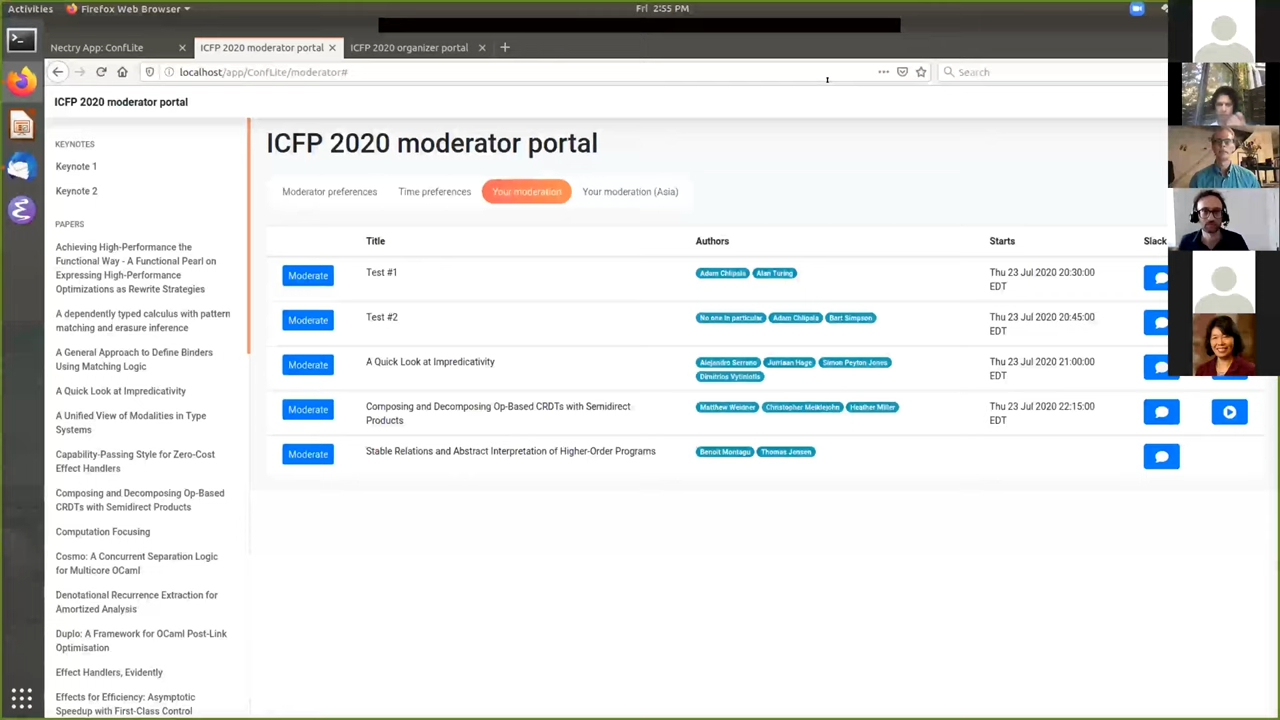 Activities
Firefox Web Browser
Fri 2:55 PM
Nectry App: ConfLite
ICFP 2020 moderator portal
ICFP 2020 organizer portal
localhost/app/ConfLite/moderator#
Search
ICFP 2020 moderator portal
KEYNOTES
Keynote 1
Keynote 2
PAPERS
Achieving High-Performance the
Functional Way - A Functional Pearl on
Expressing High-Performance
Optimizations as Rewrite Strategies
A dependently typed calculus with pattern
matching and erasure inference
A General Approach to Define Binders
Using Matching Logic
A Quick Look at Impredicativity
A Unified View of Modalities in Type
Systems
Capability-Passing Style for Zero-Cost
Effect Handlers
Composing and Decomposing Op-Based
CRDTs with Semidirect Products
Computation Focusing
Cosmo: A Concurrent Separation Logic
for Multicore OCaml
Denotational Recurrence Extraction for
Amortized Analysis
Duplo: A Framework for OCaml Post-Link
Optimisation
Effect Handlers, Evidently
Effects for Efficiency: Asymptotic
Speedup with First-Class Control
ICFP 2020 moderator portal
Moderator preferences
Time preferences
Your moderation
Your moderation (Asia)
Title
Authors
Starts
Slack
Moderate
Test #1
Adam Chlipala
Alan Turing
Thu 23 Jul 2020 20:30:00
EDT
Moderate
Test #2
No one in particular
Adam Chlipala
Bart Simpson
Thu 23 Jul 2020 20:45:00
EDT
Moderate
A Quick Look at Impredicativity
Alejandro Serrano
Jurriaan Hage
Simon Peyton Jones
Dimitrios Vytiniotis
Thu 23 Jul 2020 21:00:00
EDT
Moderate
Composing and Decomposing Op-Based CRDTs with Semidirect
Products
Matthew Weidner
Christopher Meiklejohn
Heather Miller
Thu 23 Jul 2020 22:15:00
EDT
Moderate
Stable Relations and Abstract Interpretation of Higher-Order Programs
Benoît Montagu
Thomas Jensen